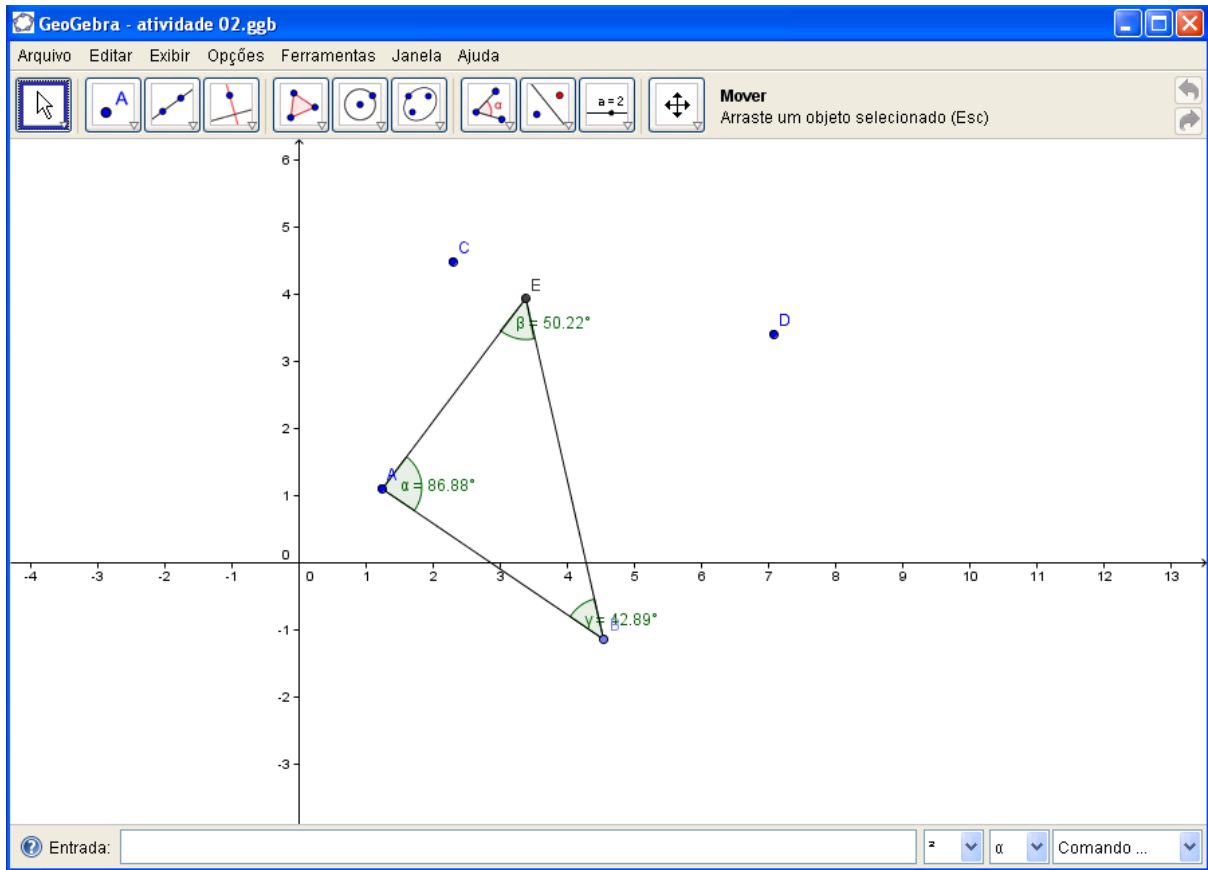 GeoGebra - atividade 02.ggb
Arquivo Editar Exibir Opções Ferramentas Janela Ajuda
A α a = 2
Mover
Arraste um objeto selecionado (Esc)
6
5
C
E
4
β = 50.22°
D
3
2
A
α = 86.88°
1
0
-4 -3 -2 -1 0 1 2 3 4 5 6 7 8 9 10 11 12 13
γ = 42.89°
B
-1
-2
-3
Entrada: ² α Comando ...